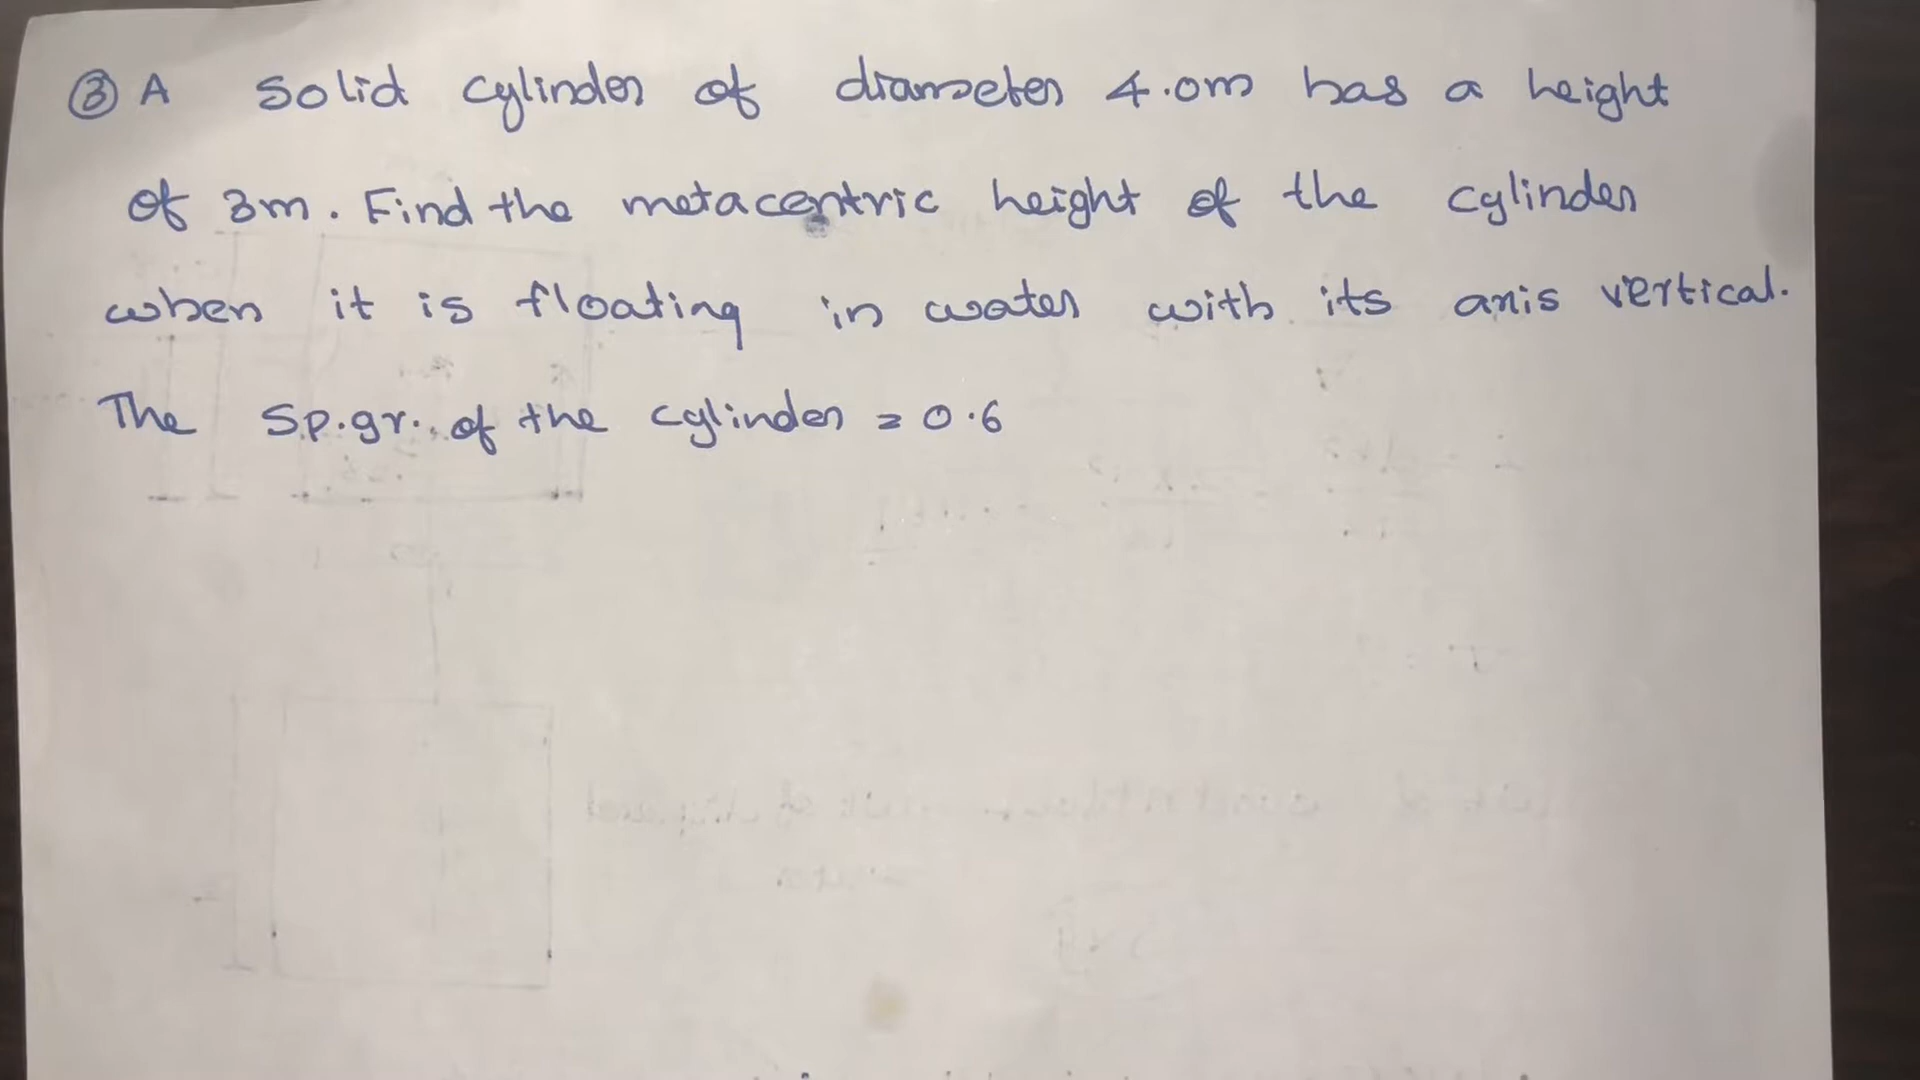 ③ A solid cylinder of diameter 4.0m has a height
of 3m. Find the metacentric height of the cylinder
when it is floating in water with its axis vertical.
The Sp.gr. of the cylinder = 0.6